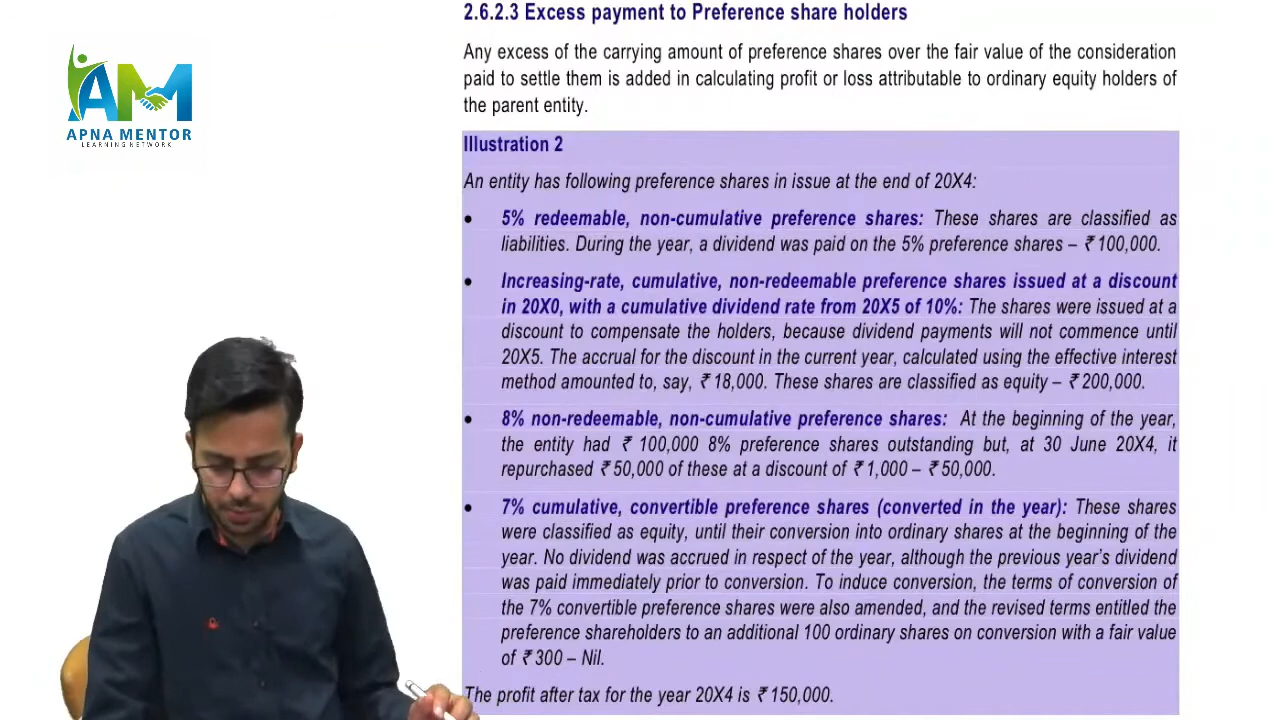 2.6.2.3 Excess payment to Preference share holders
Any excess of the carrying amount of preference shares over the fair value of the consideration
paid to settle them is added in calculating profit or loss attributable to ordinary equity holders of
the parent entity.
AM
APNA MENTOR
LEARNING NETWORK
Illustration 2
An entity has following preference shares in issue at the end of 20X4:
• 5% redeemable, non-cumulative preference shares: These shares are classified as
liabilities. During the year, a dividend was paid on the 5% preference shares – ₹ 100,000.
• Increasing-rate, cumulative, non-redeemable preference shares issued at a discount
in 20X0, with a cumulative dividend rate from 20X5 of 10%: The shares were issued at a
discount to compensate the holders, because dividend payments will not commence until
20X5. The accrual for the discount in the current year, calculated using the effective interest
method amounted to, say, ₹ 18,000. These shares are classified as equity – ₹ 200,000.
• 8% non-redeemable, non-cumulative preference shares: At the beginning of the year,
the entity had ₹ 100,000 8% preference shares outstanding but, at 30 June 20X4, it
repurchased ₹ 50,000 of these at a discount of ₹ 1,000 – ₹ 50,000.
• 7% cumulative, convertible preference shares (converted in the year): These shares
were classified as equity, until their conversion into ordinary shares at the beginning of the
year. No dividend was accrued in respect of the year, although the previous year's dividend
was paid immediately prior to conversion. To induce conversion, the terms of conversion of
the 7% convertible preference shares were also amended, and the revised terms entitled the
preference shareholders to an additional 100 ordinary shares on conversion with a fair value
of ₹ 300 – Nil.
The profit after tax for the year 20X4 is ₹ 150,000.